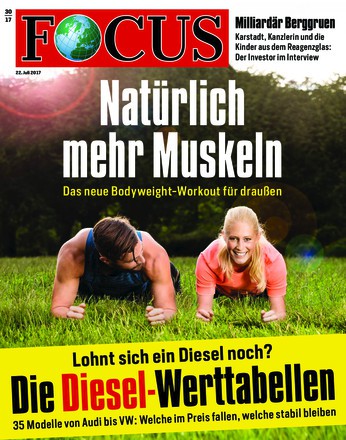 30
17
FOCUS
22. Juli 2017
Milliardär Berggruen
Karstadt, Kanzlerin und die
Kinder aus dem Reagenzglas:
Der Investor im Interview
Natürlich
mehr Muskeln
Das neue Bodyweight-Workout für draußen
Lohnt sich ein Diesel noch?
Die Diesel-Werttabellen
35 Modelle von Audi bis VW: Welche im Preis fallen, welche stabil bleiben